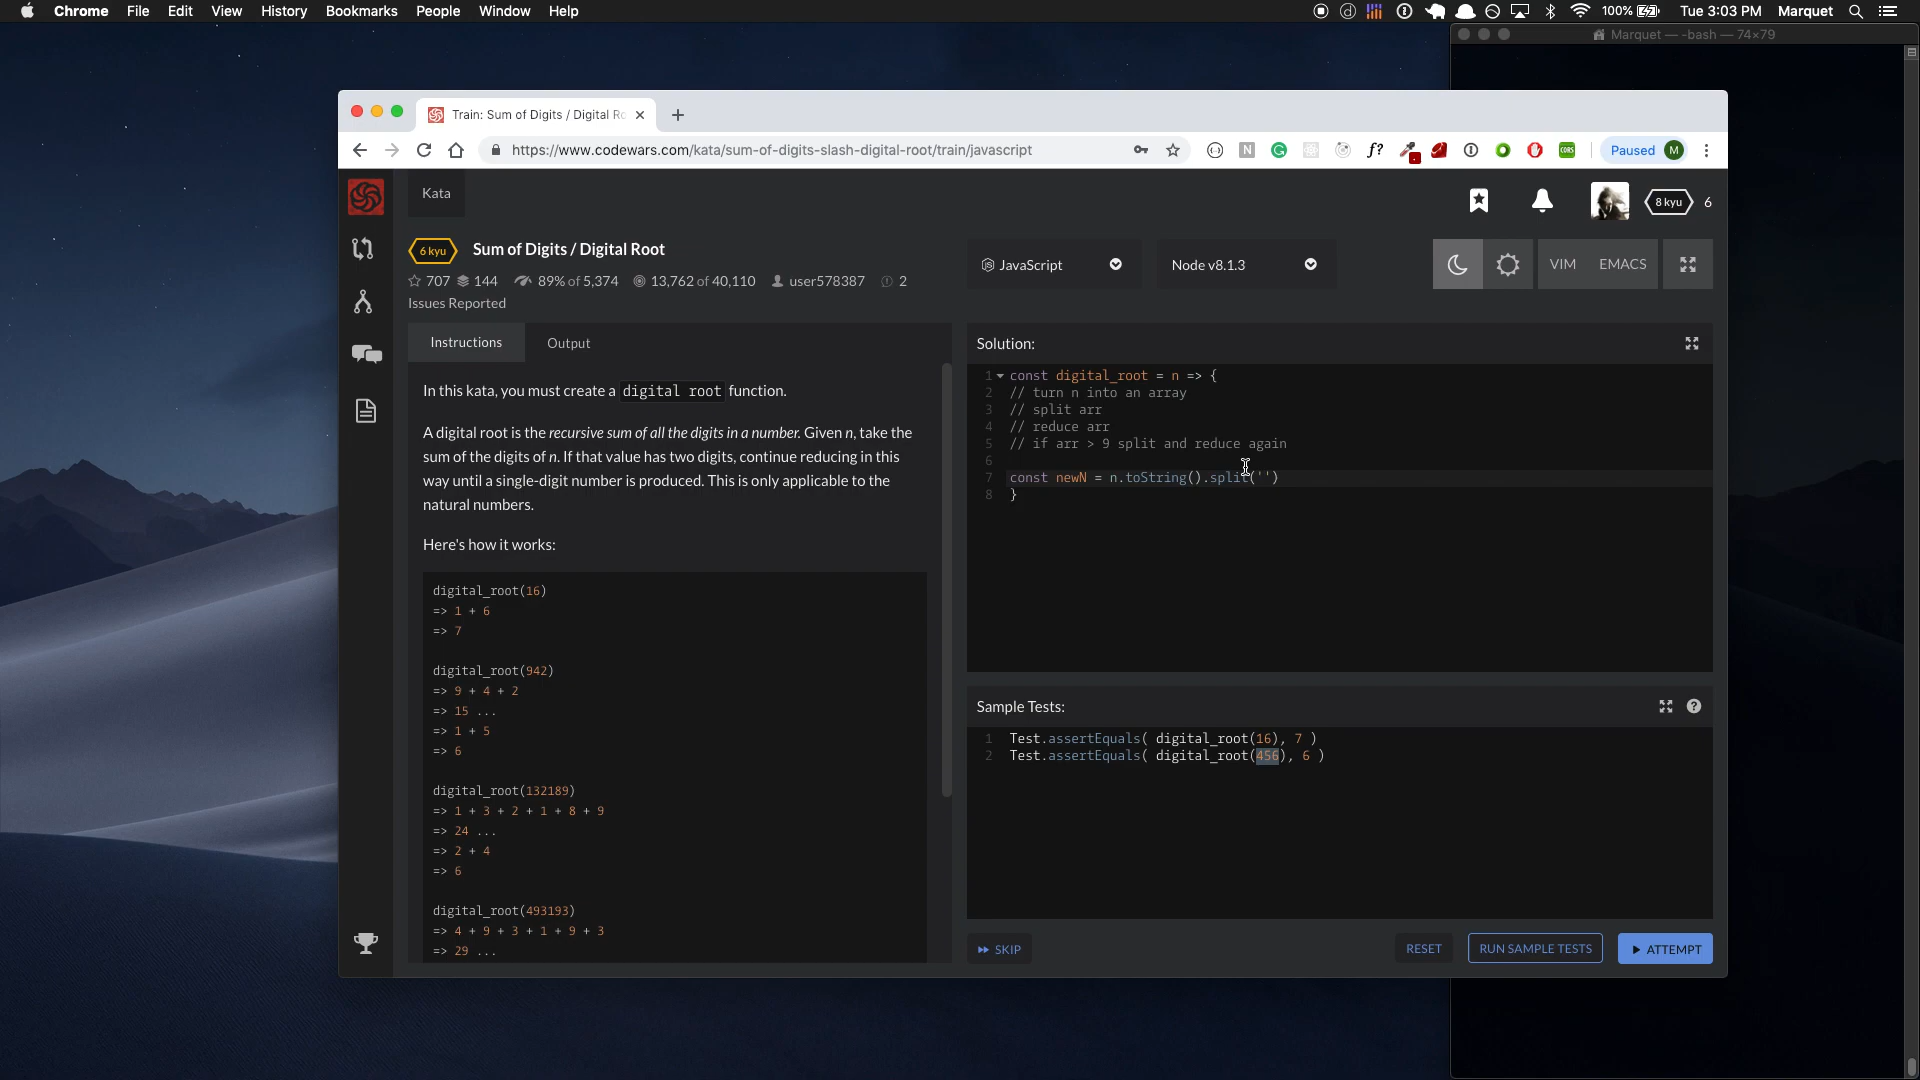 Chrome File Edit View History Bookmarks People Window Help
100% Tue 3:03 PM Marquet
Marquet — -bash — 74×79
Train: Sum of Digits / Digital Ro
https://www.codewars.com/kata/sum-of-digits-slash-digital-root/train/javascript
f?
CORS
Paused M
Kata
8 kyu 6
6 kyu Sum of Digits / Digital Root
707 144 89% of 5,374 13,762 of 40,110 user578387 2
Issues Reported
JavaScript
Node v8.1.3
VIM EMACS
Instructions Output
In this kata, you must create a digital root function.
A digital root is the recursive sum of all the digits in a number. Given n, take the
sum of the digits of n. If that value has two digits, continue reducing in this
way until a single-digit number is produced. This is only applicable to the
natural numbers.
Here's how it works:
digital_root(16)
=> 1 + 6
=> 7
digital_root(942)
=> 9 + 4 + 2
=> 15 ...
=> 1 + 5
=> 6
digital_root(132189)
=> 1 + 3 + 2 + 1 + 8 + 9
=> 24 ...
=> 2 + 4
=> 6
digital_root(493193)
=> 4 + 9 + 3 + 1 + 9 + 3
=> 29 ...
Solution:
1 const digital_root = n => {
2 // turn n into an array
3 // split arr
4 // reduce arr
5 // if arr > 9 split and reduce again
6
7 const newN = n.toString().split('')
8 }
Sample Tests:
1 Test.assertEquals( digital_root(16), 7 )
2 Test.assertEquals( digital_root(456), 6 )
SKIP
RESET
RUN SAMPLE TESTS
ATTEMPT